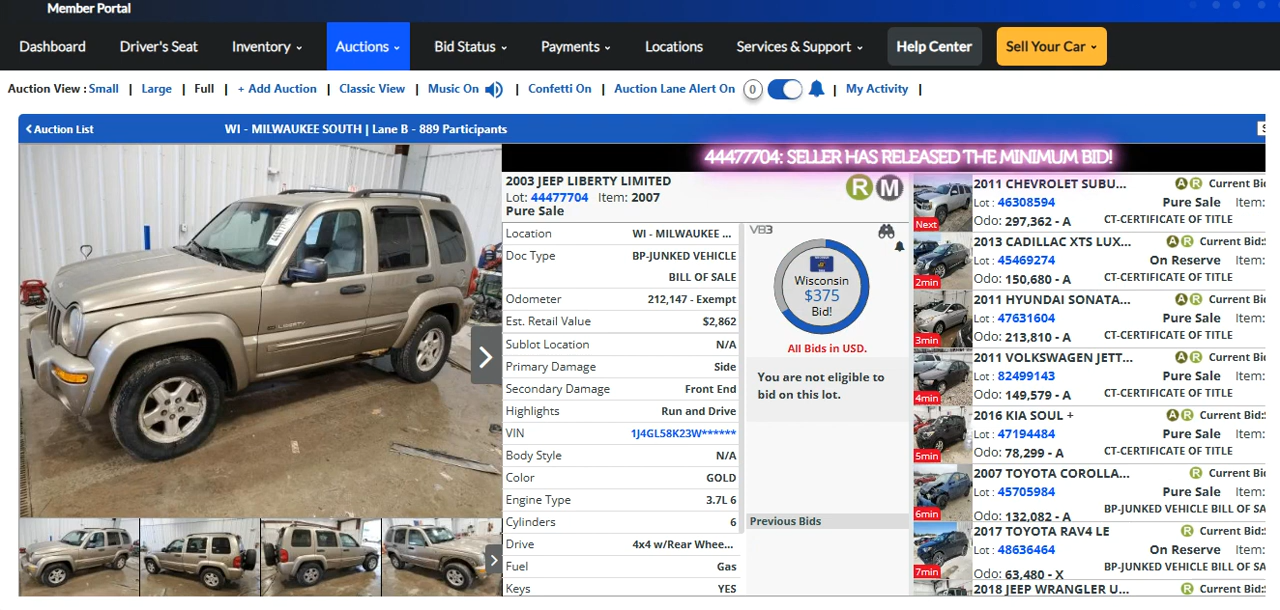 Member Portal
Dashboard Driver's Seat Inventory Auctions Bid Status Payments Locations Services & Support Help Center Sell Your Car
Auction View : Small | Large | Full | + Add Auction | Classic View | Music On | Confetti On | Auction Lane Alert On 0 | My Activity |
Auction List WI - MILWAUKEE SOUTH | Lane B - 889 Participants
44477704: SELLER HAS RELEASED THE MINIMUM BID!
2003 JEEP LIBERTY LIMITED
Lot: 44477704 Item: 2007
Pure Sale
R M
Location WI - MILWAUKEE ...
Doc Type BP-JUNKED VEHICLE
BILL OF SALE
Odometer 212,147 - Exempt
Est. Retail Value $2,862
Sublot Location N/A
Primary Damage Side
Secondary Damage Front End
Highlights Run and Drive
VIN 1J4GL58K23W******
Body Style N/A
Color GOLD
Engine Type 3.7L 6
Cylinders 6
Drive 4x4 w/Rear Whee...
Fuel Gas
Keys YES
VB3
Wisconsin
$375
Bid!
All Bids in USD.
You are not eligible to
bid on this lot.
Previous Bids
2011 CHEVROLET SUBU... A R Current Bid
Lot : 46308594 Pure Sale Item:
Next Odo: 297,362 - A CT-CERTIFICATE OF TITLE
2013 CADILLAC XTS LUX... A R Current Bid:
Lot : 45469274 On Reserve Item:
2min Odo: 150,680 - A CT-CERTIFICATE OF TITLE
2011 HYUNDAI SONATA... A R Current Bid
Lot : 47631604 Pure Sale Item:
3min Odo: 213,810 - A CT-CERTIFICATE OF TITLE
2011 VOLKSWAGEN JETT... A R Current Bid:
Lot : 82499143 Pure Sale Item:
4min Odo: 149,579 - A CT-CERTIFICATE OF TITLE
2016 KIA SOUL + A R Current Bid:
Lot : 47194484 Pure Sale Item:
5min Odo: 78,299 - A CT-CERTIFICATE OF TITLE
2007 TOYOTA COROLLA... R Current Bid
Lot : 45705984 Pure Sale Item:
6min Odo: 132,082 - A BP-JUNKED VEHICLE BILL OF SA
2017 TOYOTA RAV4 LE R Current Bid:
Lot : 48636464 On Reserve Item:
7min Odo: 63,480 - X BP-JUNKED VEHICLE BILL OF SA
2018 JEEP WRANGLER U... R Current Bid: